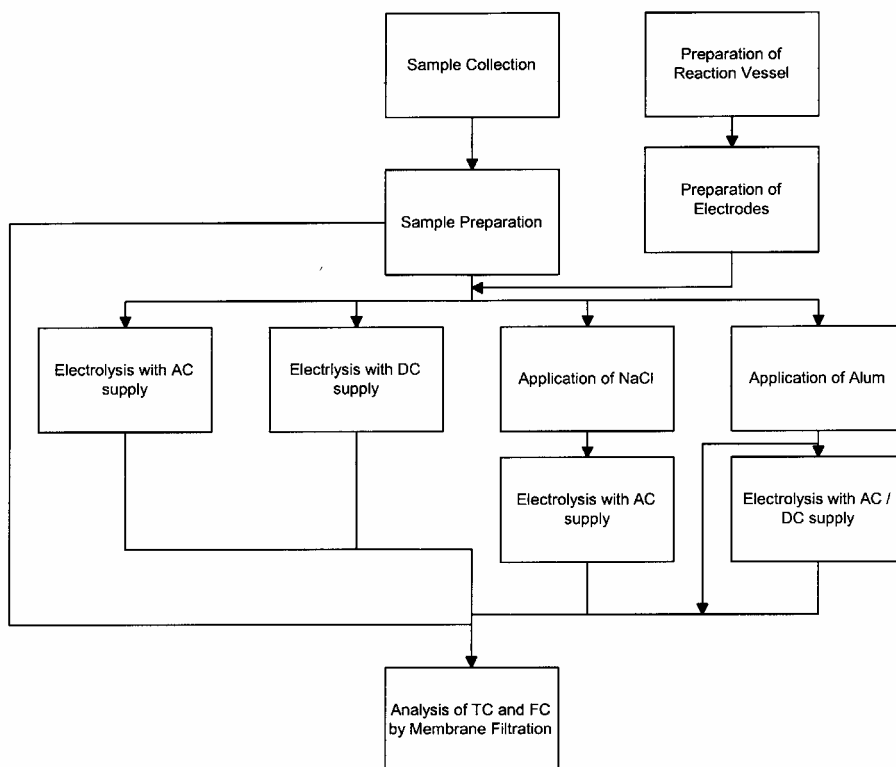 Sample Collection
Preparation of
Reaction Vessel
Sample Preparation
Preparation of
Electrodes
Electrolysis with AC
supply
Electrlysis with DC
supply
Application of NaCl
Application of Alum
Electrolysis with AC
supply
Electrolysis with AC /
DC supply
Analysis of TC and FC
by Membrane Filtration